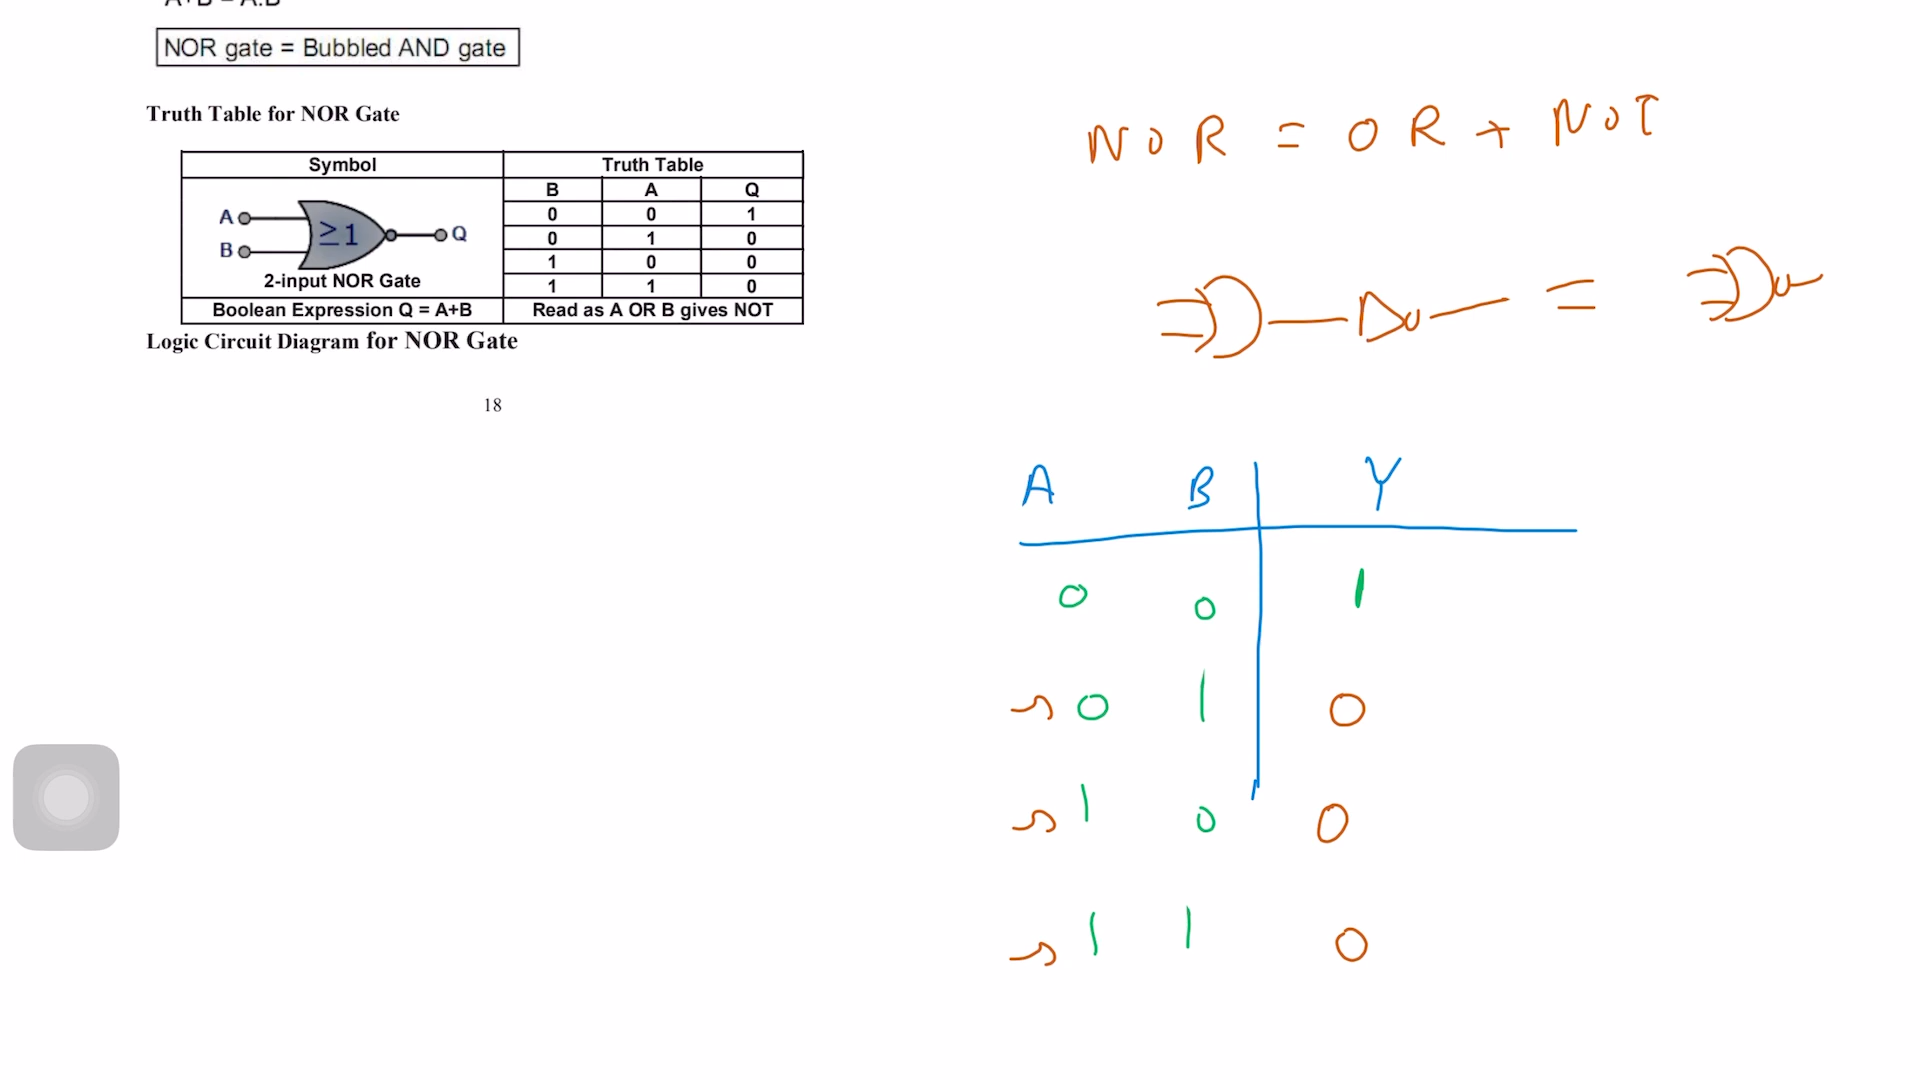 A+B = A.B
NOR gate = Bubbled AND gate
Truth Table for NOR Gate
Symbol Truth Table
B A Q
A
B
≥1
Q
2-input NOR Gate
0 0 1
0 1 0
1 0 0
1 1 0
Boolean Expression Q = A+B Read as A OR B gives NOT
Logic Circuit Diagram for NOR Gate
18
NOR = OR + NOT
=
A B Y
0 0 1
0 1 0
1 0 0
1 1 0